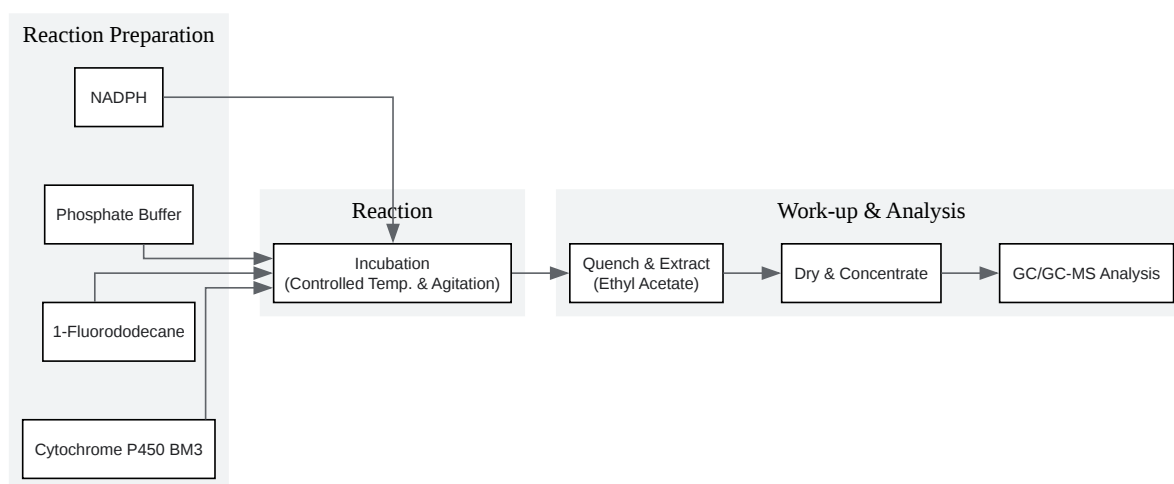 Reaction Preparation
NADPH
Phosphate Buffer
1-Fluorododecane
Cytochrome P450 BM3
Reaction
Incubation
(Controlled Temp. & Agitation)
Work-up & Analysis
Quench & Extract
(Ethyl Acetate)
Dry & Concentrate
GC/GC-MS Analysis